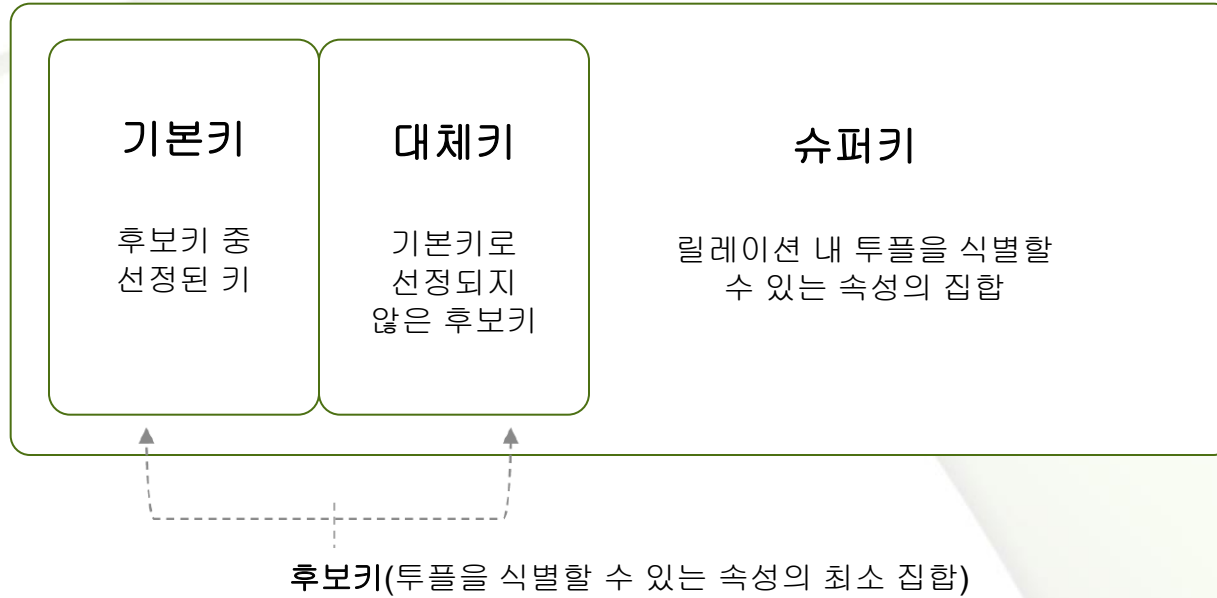 기본키
후보키 중
선정된 키
대체키
기본키로
선정되지
않은 후보키
슈퍼키
릴레이션 내 투플을 식별할
수 있는 속성의 집합
후보키(투플을 식별할 수 있는 속성의 최소 집합)